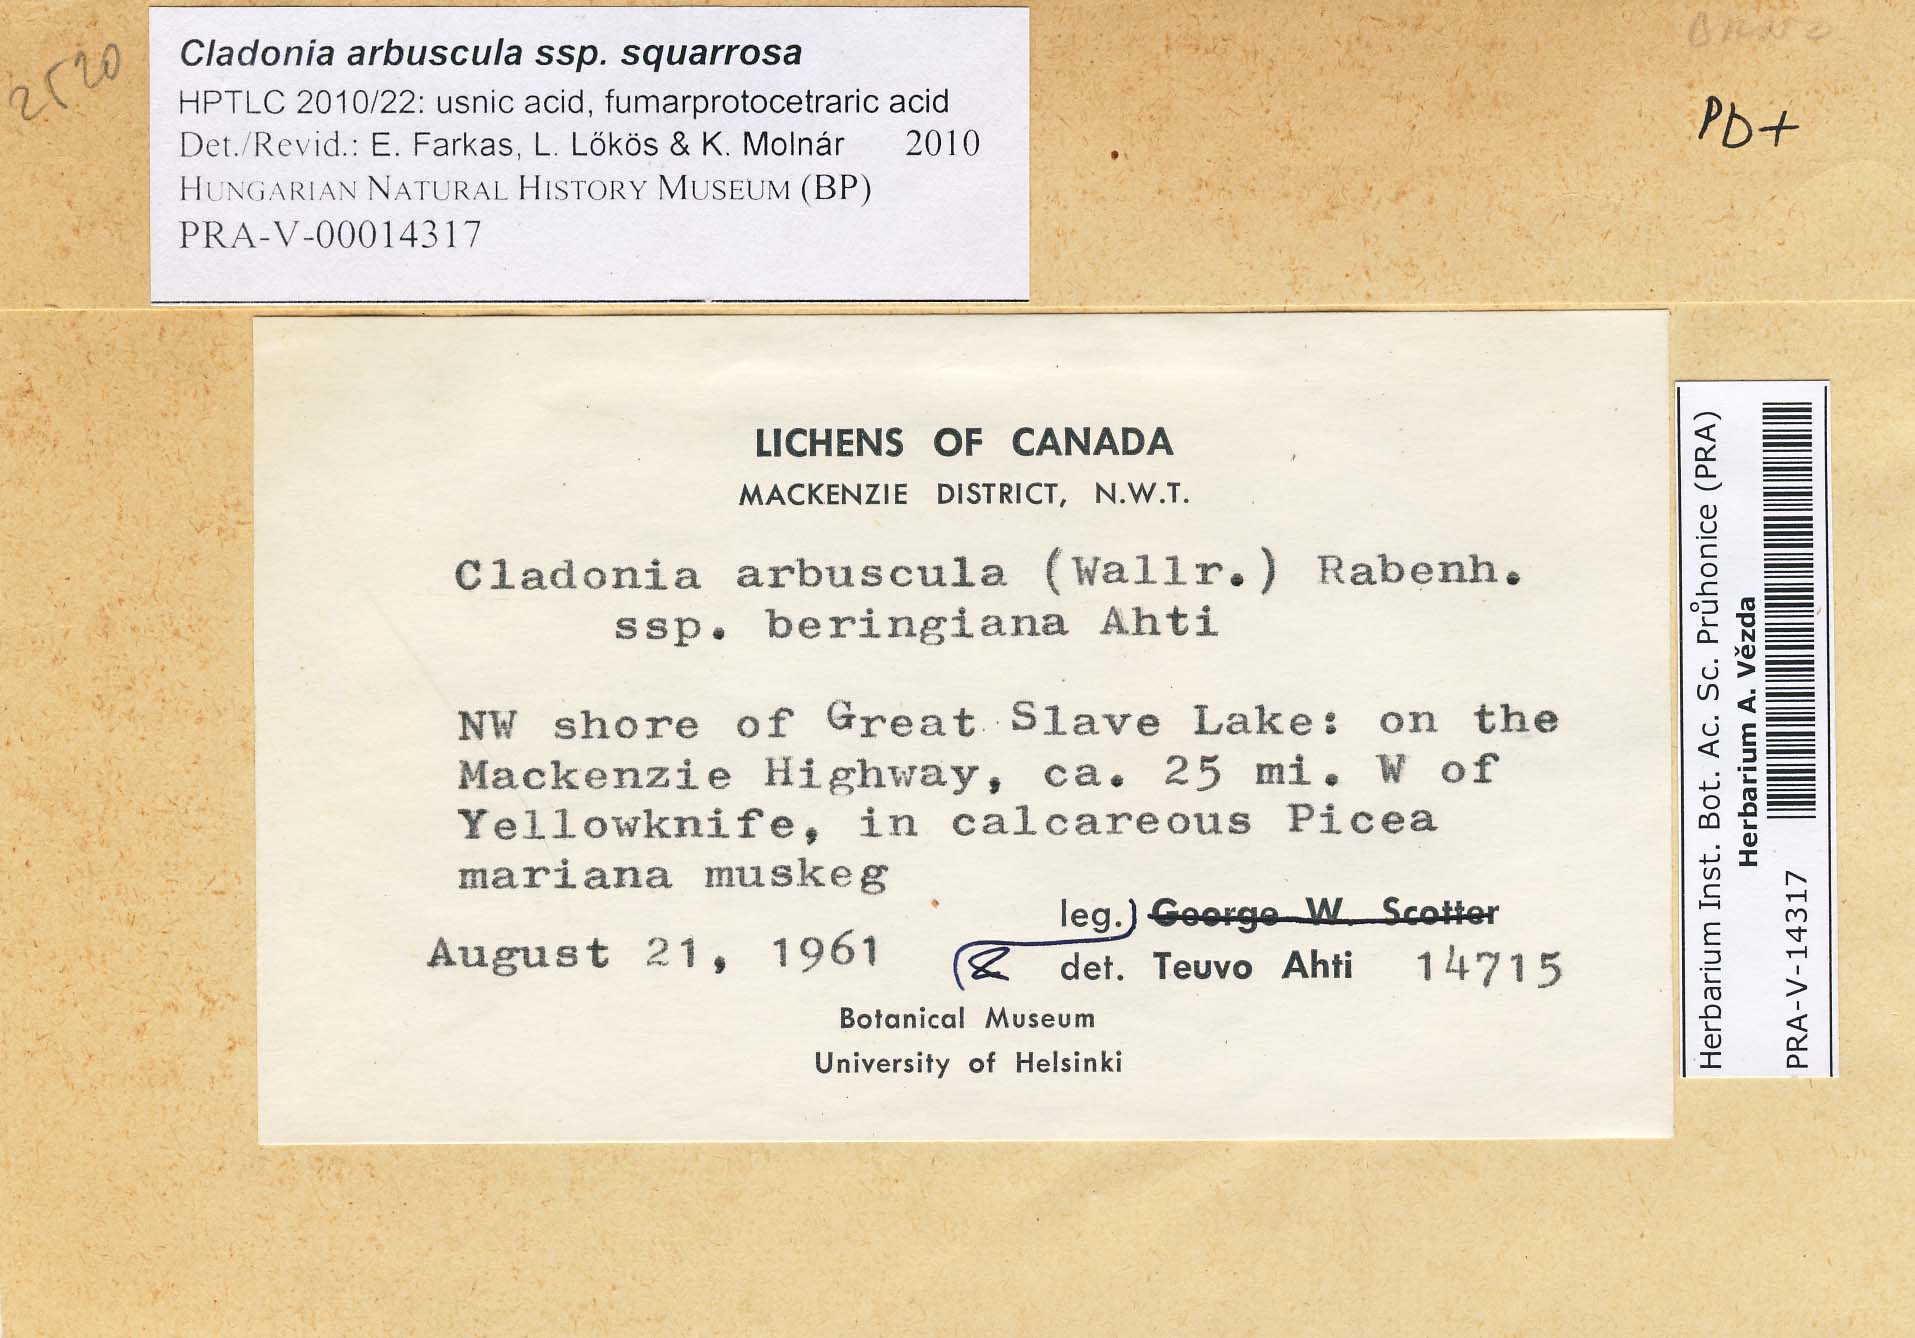 2520
Cladonia arbuscula ssp. squarrosa
HPTLC 2010/22: usnic acid, fumarprotocetraric acid
Det./Revid.: E. Farkas, L. Lőkös & K. Molnár 2010
HUNGARIAN NATURAL HISTORY MUSEUM (BP)
PRA-V-00014317
PD+
LICHENS OF CANADA
MACKENZIE DISTRICT, N.W.T.
Cladonia arbuscula (Wallr.) Rabenh.
ssp. beringiana Ahti
NW shore of Great Slave Lake: on the
Mackenzie Highway, ca. 25 mi. W of
Yellowknife, in calcareous Picea
mariana muskeg
leg. George W. Scotter
August 21, 1961 & det. Teuvo Ahti 14715
Botanical Museum
University of Helsinki
Herbarium Inst. Bot. Ac. Sc. Průhonice (PRA)
Herbarium A. Vězda
PRA-V-14317